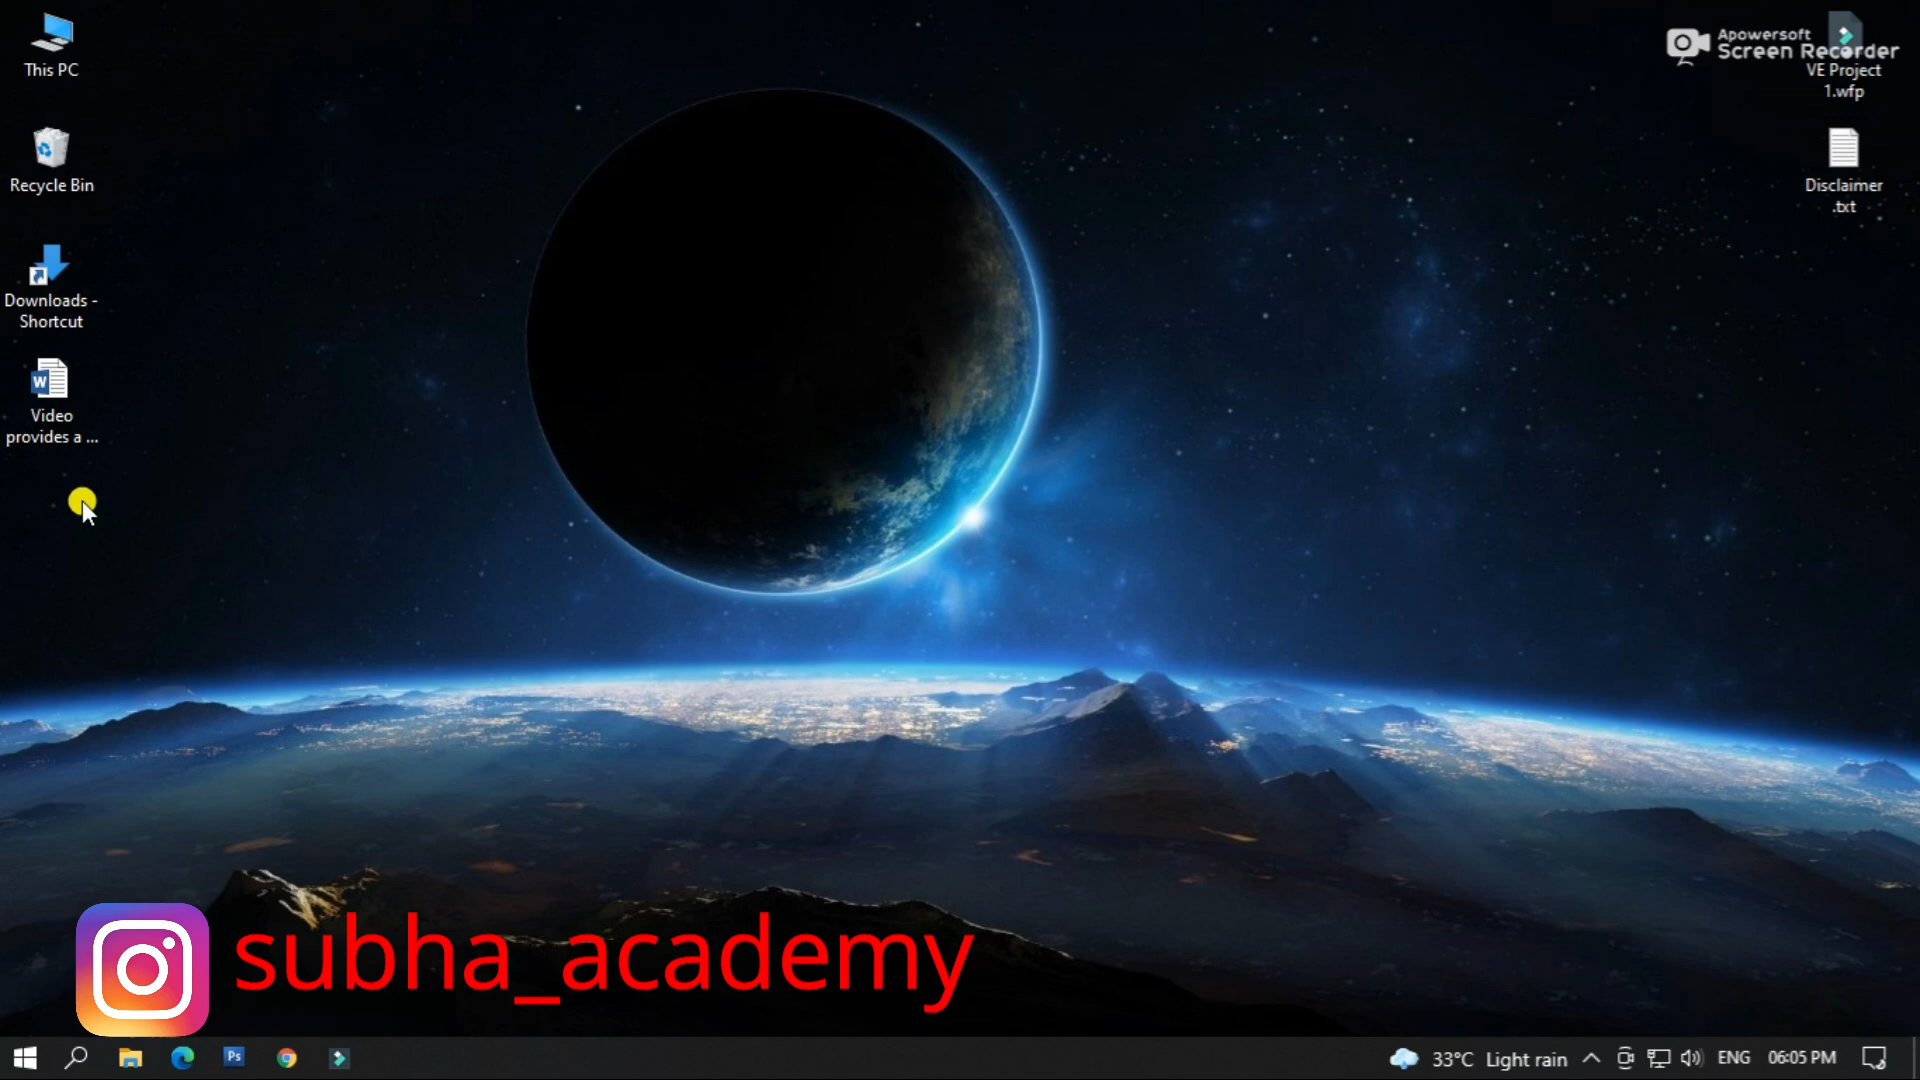 This PC
Recycle Bin
Downloads -
Shortcut
Video
provides a ...
Apowersoft
Screen Recorder
VE Project
1.wfp
Disclaimer
.txt
subha_academy
Ps
33°C Light rain
ENG
06:05 PM